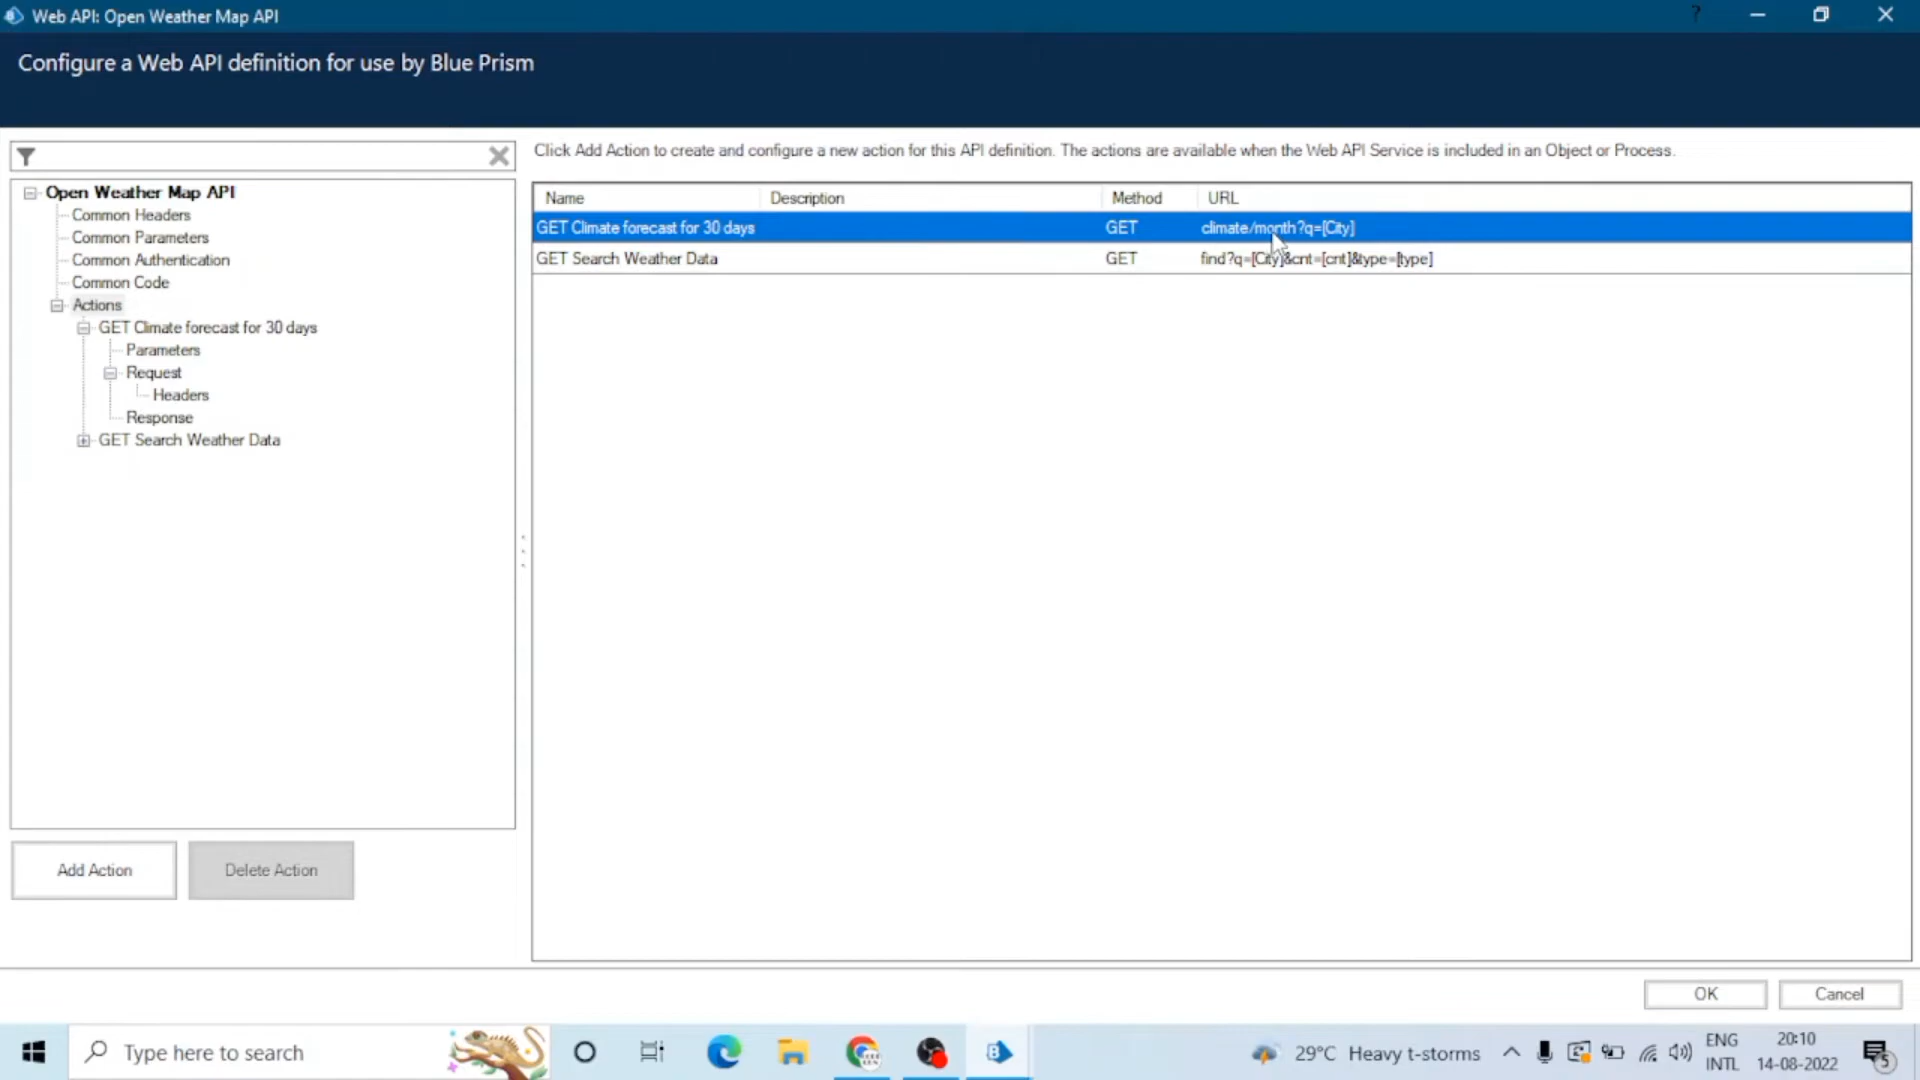 Web API: Open Weather Map API
?
Configure a Web API definition for use by Blue Prism
Click Add Action to create and configure a new action for this API definition. The actions are available when the Web API Service is included in an Object or Process.
Open Weather Map API
Common Headers
Common Parameters
Common Authentication
Common Code
Actions
GET Climate forecast for 30 days
Parameters
Request
Headers
Response
GET Search Weather Data
Name Description Method URL
GET Climate forecast for 30 days GET climate/month?q=[City]
GET Search Weather Data GET find?q=[City]&cnt=[cnt]&type=[type]
Add Action
Delete Action
OK
Cancel
Type here to search
29°C Heavy t-storms
ENG
INTL
20:10
14-08-2022
5